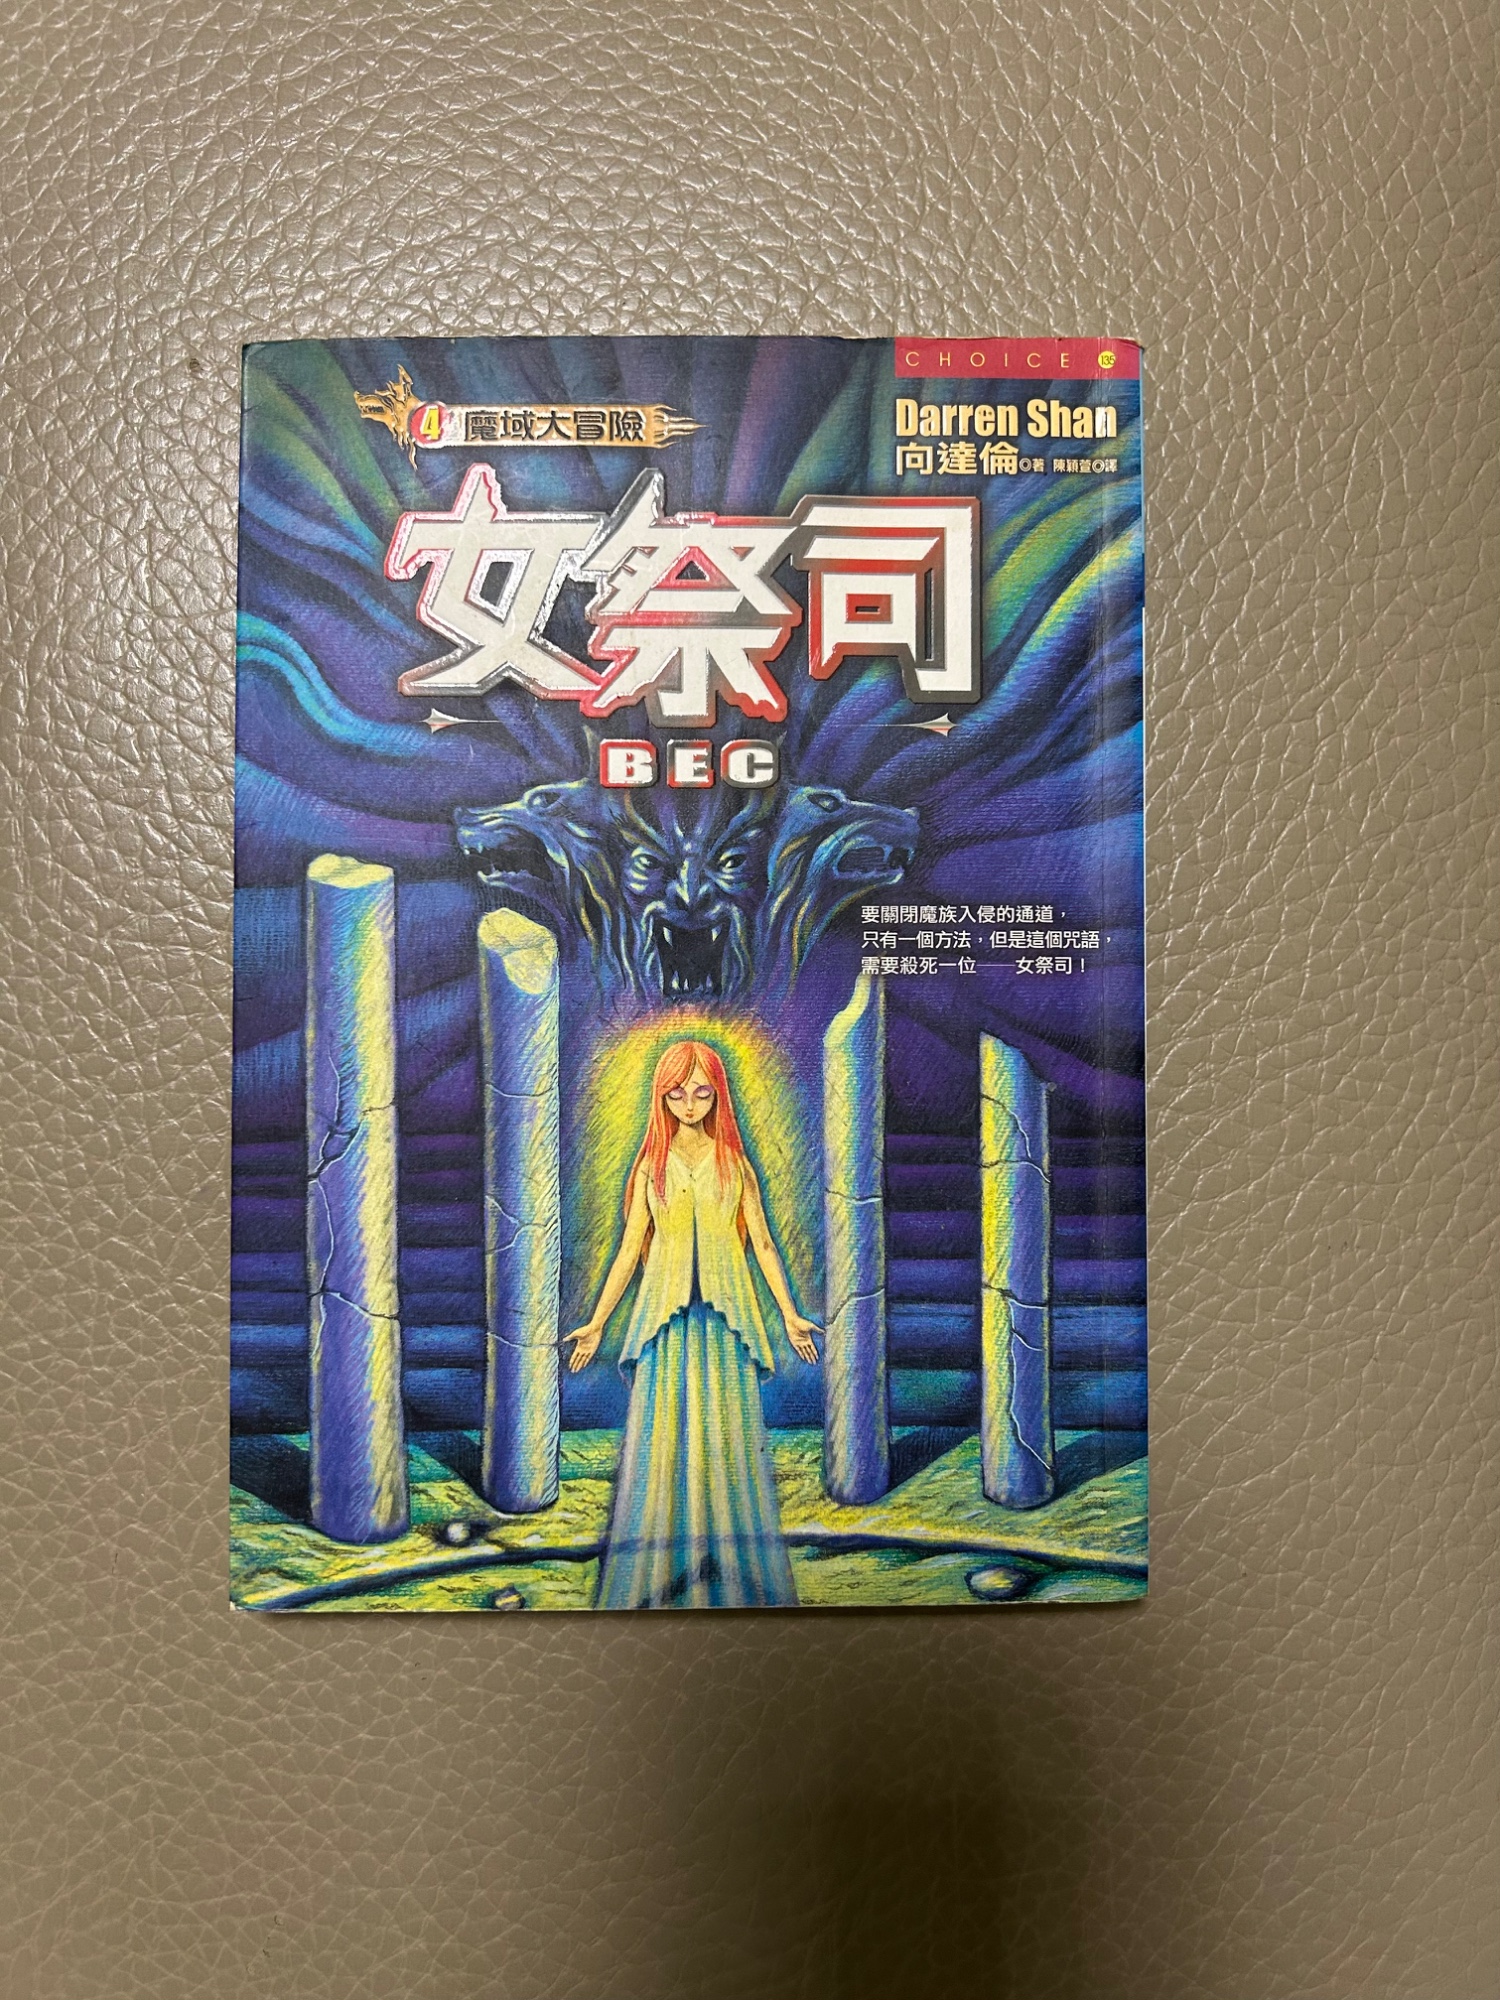 CHOICE 135
4 魔域大冒險
Darren Shan
向達倫◎著 陳穎萱◎譯
女祭司
BEC
要關閉魔族入侵的通道，
只有一個方法，但是這個咒語，
需要殺死一位——女祭司！